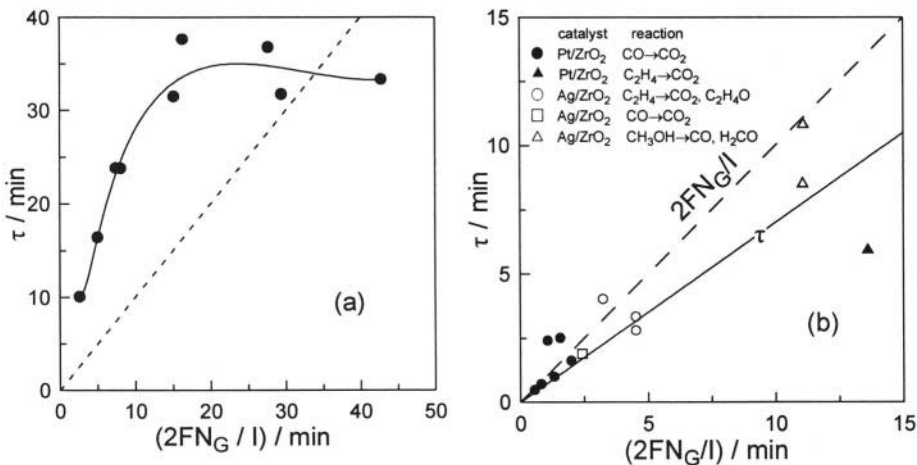 40
30
20
10
0
τ / min
0 10 20 30 40 50
(2FN_G / I) / min
(a)
15
10
5
0
τ / min
catalyst reaction
● Pt/ZrO₂ CO→CO₂
▲ Pt/ZrO₂ C₂H₄→CO₂
○ Ag/ZrO₂ C₂H₄→CO₂, C₂H₄O
□ Ag/ZrO₂ CO→CO₂
△ Ag/ZrO₂ CH₃OH→CO, H₂CO
2FN_G/I
τ
(b)
0 5 10 15
(2FN_G/I) / min